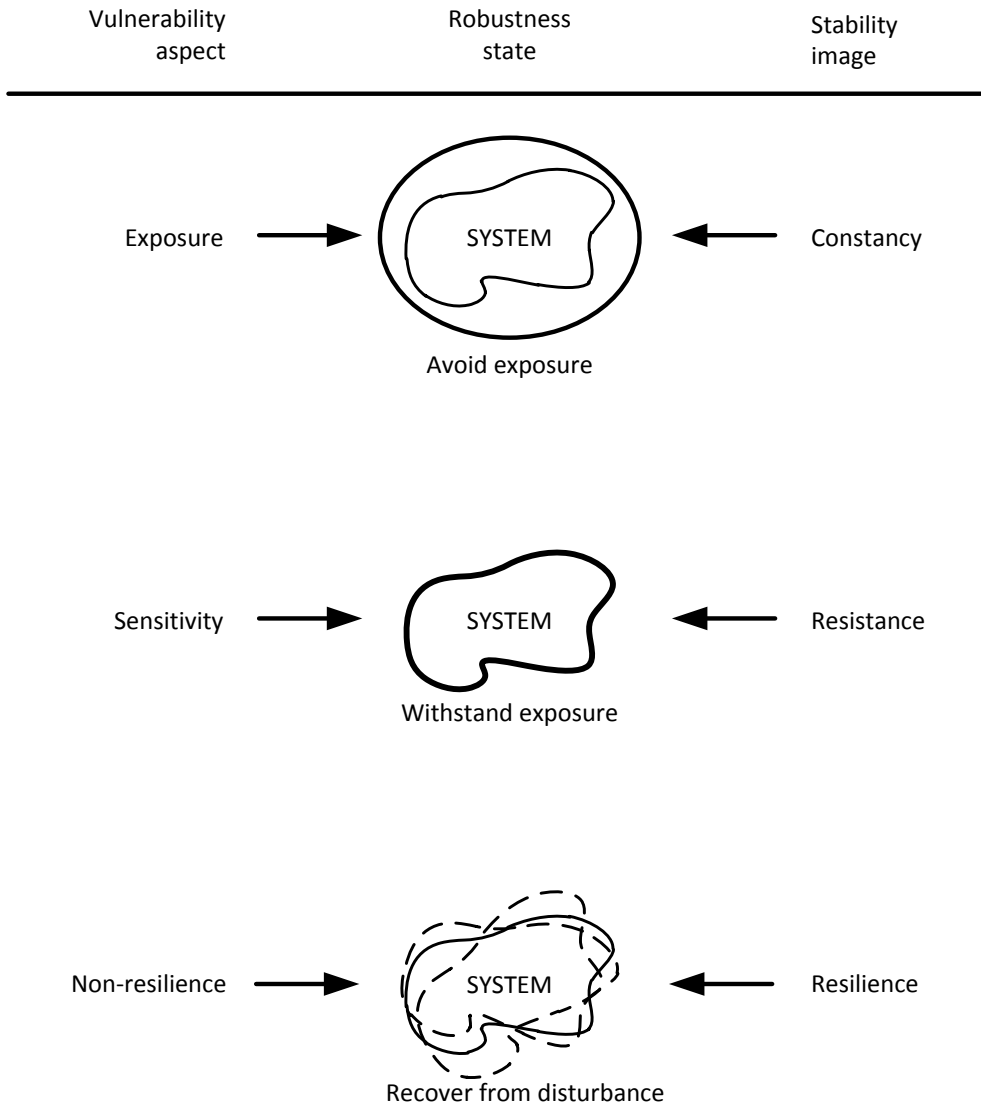 Vulnerability
aspect
Robustness
state
Stability
image
Exposure
SYSTEM
Constancy
Avoid exposure
Sensitivity
SYSTEM
Resistance
Withstand exposure
Non-resilience
SYSTEM
Resilience
Recover from disturbance